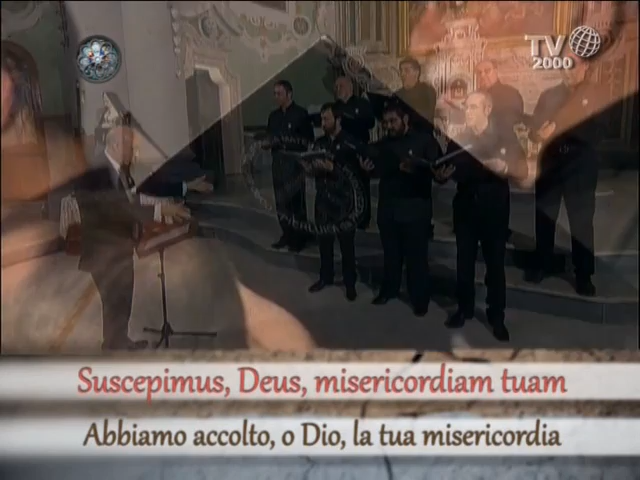 TV
2000
Suscepimus, Deus, misericordiam tuam
Abbiamo accolto, o Dio, la tua misericordia